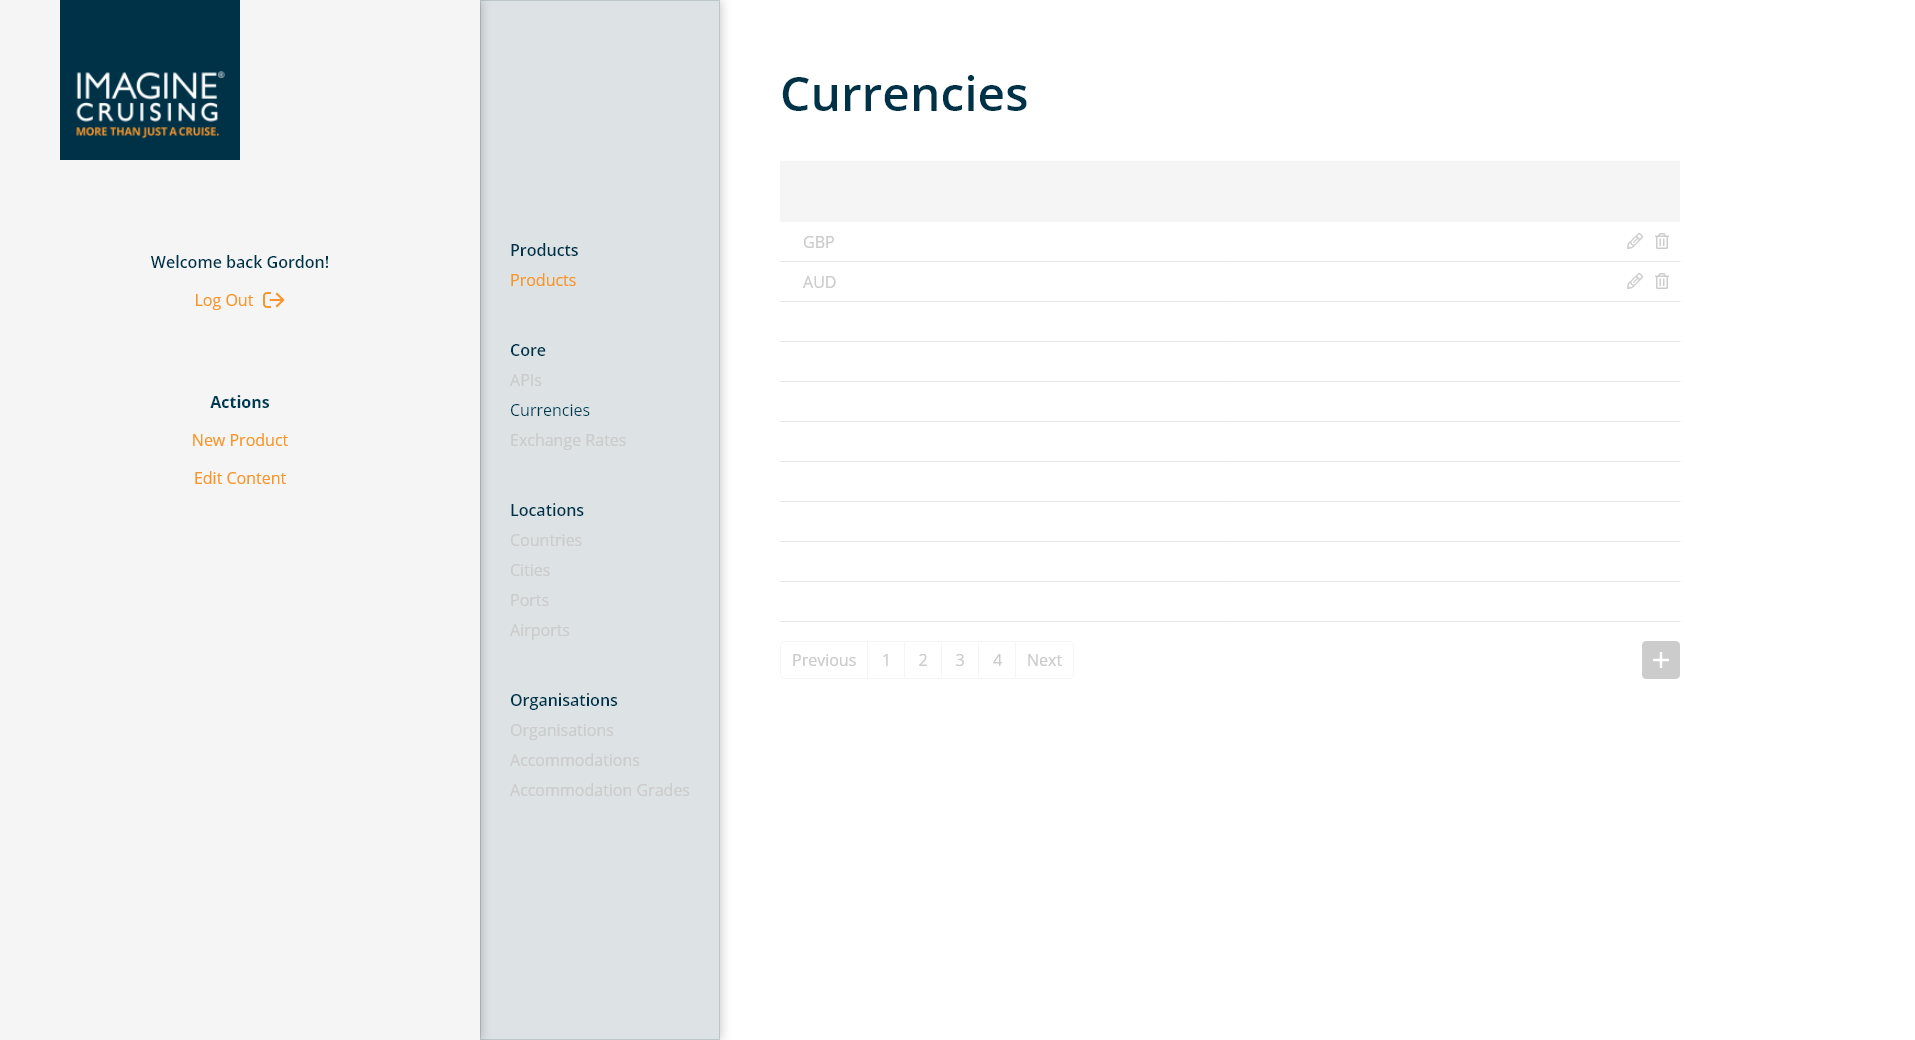 IMAGINE®
CRUISING
MORE THAN JUST A CRUISE.
Welcome back Gordon!
Log Out
Actions
New Product
Edit Content
Products
Products
Core
APIs
Currencies
Exchange Rates
Locations
Countries
Cities
Ports
Airports
Organisations
Organisations
Accommodations
Accommodation Grades
Currencies
GBP
AUD
Previous 1 2 3 4 Next